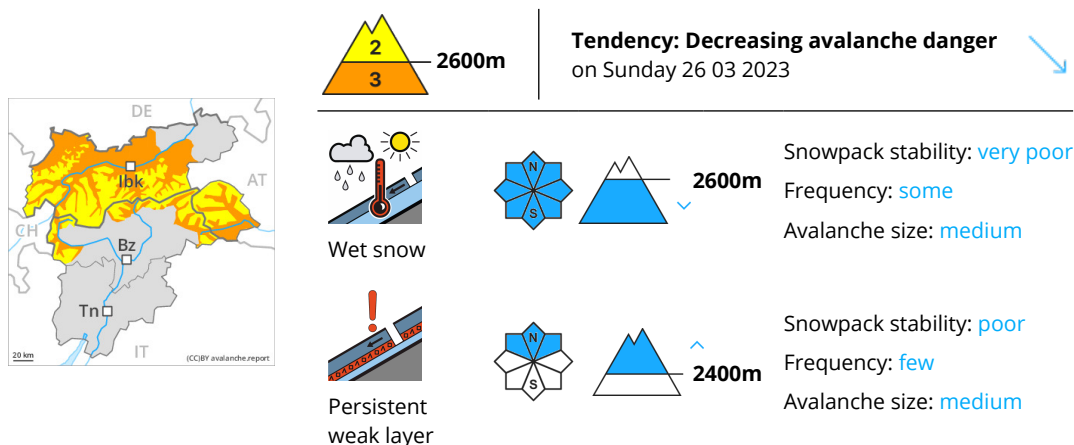 2
3
2600m
Tendency: Decreasing avalanche danger
on Sunday 26 03 2023
DE
Ibk
AT
CH
Bz
Tn
IT
20 km
(CC)BY avalanche.report
Wet snow
N
S
2600m
Snowpack stability: very poor
Frequency: some
Avalanche size: medium
Persistent
weak layer
N
S
2400m
Snowpack stability: poor
Frequency: few
Avalanche size: medium